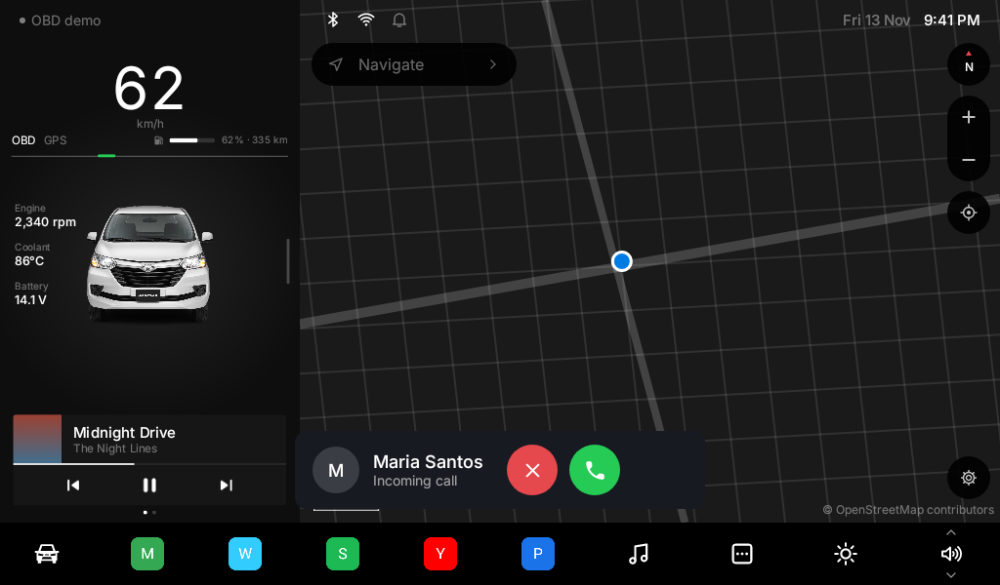 OBD demo
Fri 13 Nov 9:41 PM
Navigate
N
62
km/h
OBD GPS
62% · 335 km
Engine
2,340 rpm
Coolant
86°C
Battery
14.1 V
Midnight Drive
The Night Lines
M
Maria Santos
Incoming call
© OpenStreetMap contributors
M W S Y P